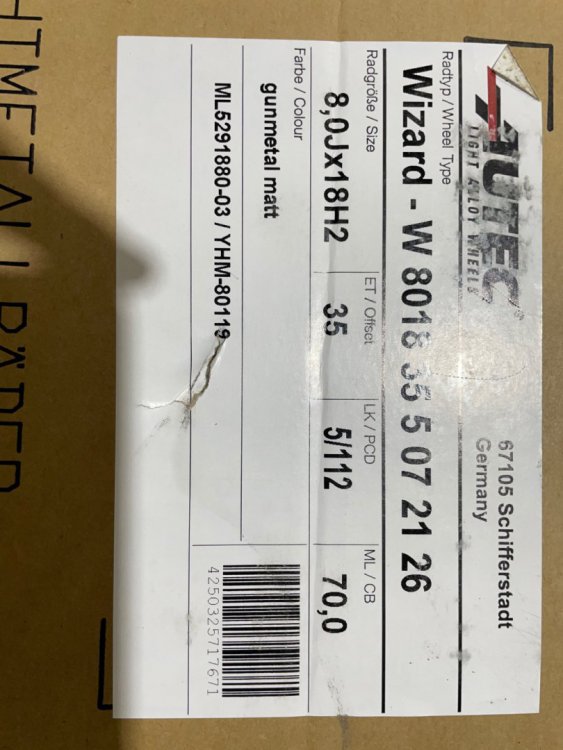 AUTEC®
LIGHT ALLOY WHEELS
67105 Schifferstadt
Germany
Radtyp / Wheel Type
Wizard - W 8018 35 5 07 21 26
Radgröße / Size
8,0Jx18H2
ET / Offset
35
LK / PCD
5/112
ML / CB
70,0
Farbe / Colour
gunmetal matt
ML5291880-03 / YHM-80119
4250325717671